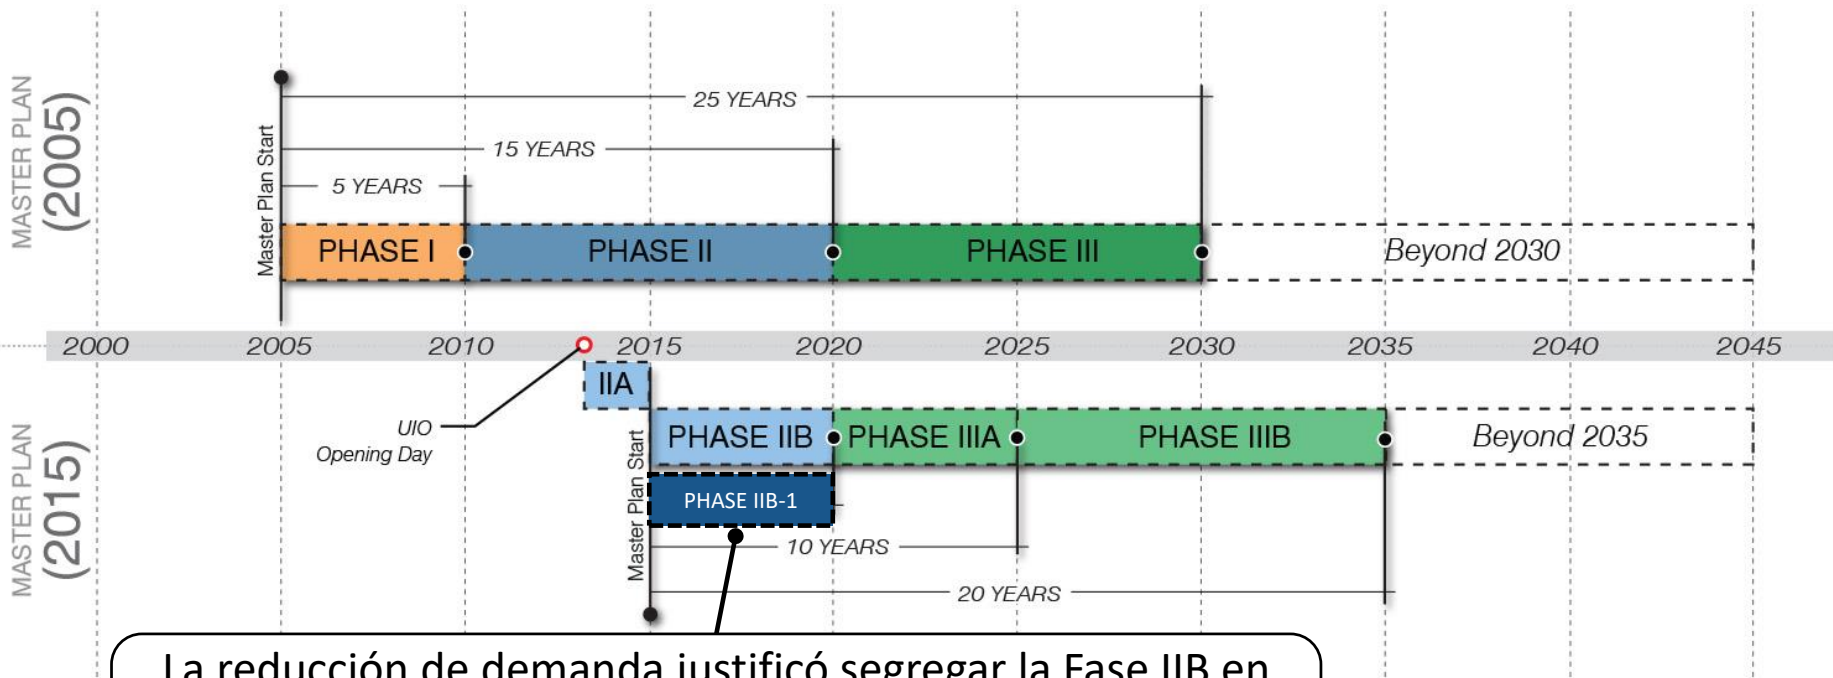 MASTER PLAN
(2005)
Master Plan Start
25 YEARS
15 YEARS
5 YEARS
PHASE I
PHASE II
PHASE III
Beyond 2030
2000
2005
2010
2015
2020
2025
2030
2035
2040
2045
MASTER PLAN
(2015)
UIO
Opening Day
IIA
Master Plan Start
PHASE IIB
PHASE IIIA
PHASE IIIB
Beyond 2035
PHASE IIB-1
10 YEARS
20 YEARS
La reducción de demanda justificó segregar la Fase IIB en